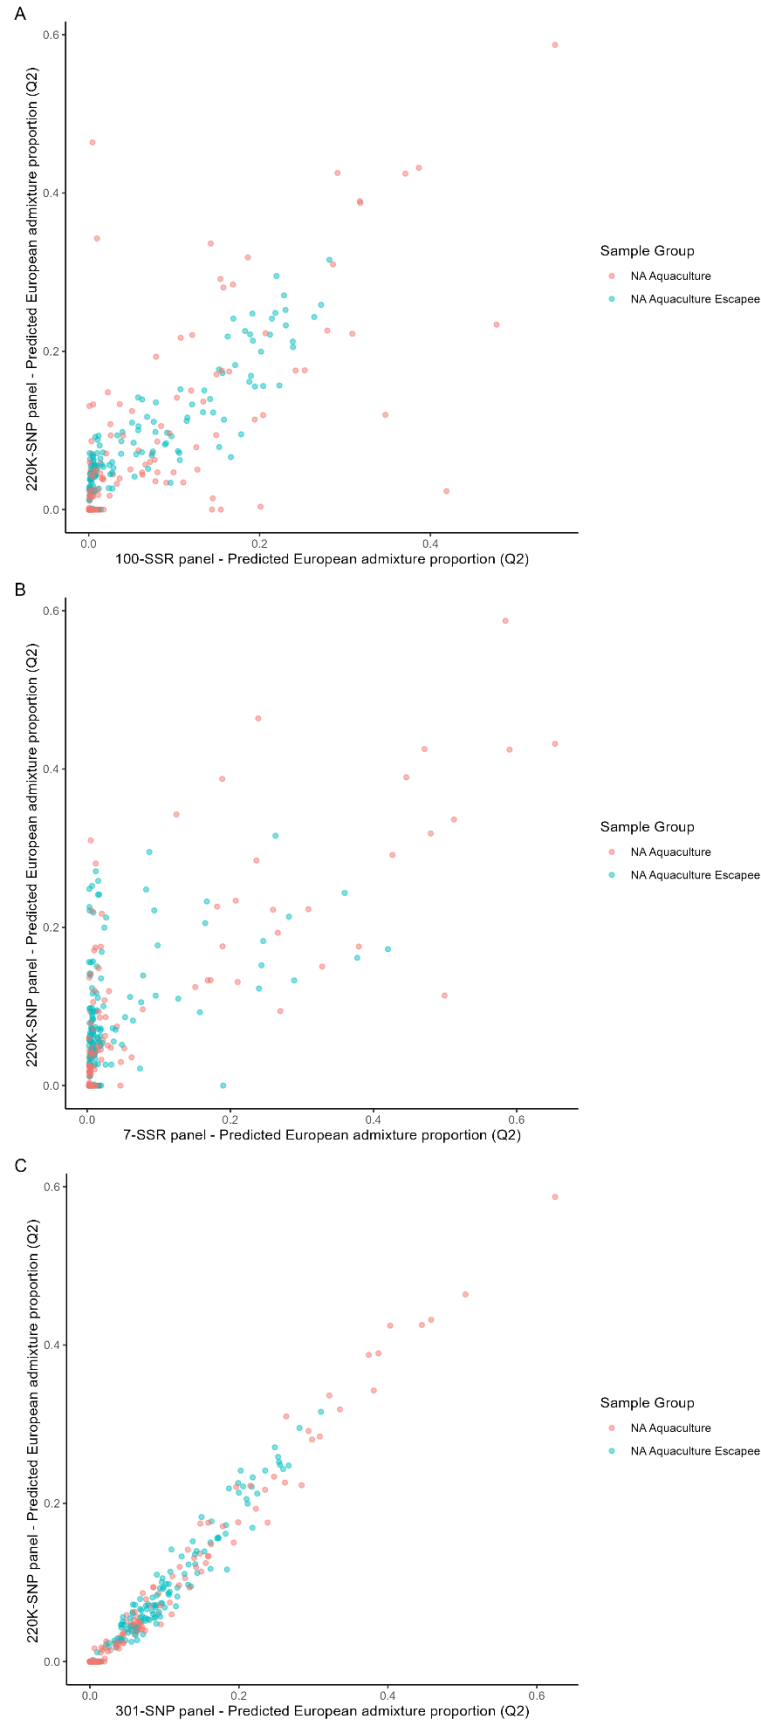 A
0.6
0.4
0.2
0.0
220K-SNP panel - Predicted European admixture proportion (Q2)
0.0 0.2 0.4
100-SSR panel - Predicted European admixture proportion (Q2)
Sample Group
NA Aquaculture
NA Aquaculture Escapee
B
0.6
0.4
0.2
0.0
220K-SNP panel - Predicted European admixture proportion (Q2)
0.0 0.2 0.4 0.6
7-SSR panel - Predicted European admixture proportion (Q2)
Sample Group
NA Aquaculture
NA Aquaculture Escapee
C
0.6
0.4
0.2
0.0
220K-SNP panel - Predicted European admixture proportion (Q2)
0.0 0.2 0.4 0.6
301-SNP panel - Predicted European admixture proportion (Q2)
Sample Group
NA Aquaculture
NA Aquaculture Escapee